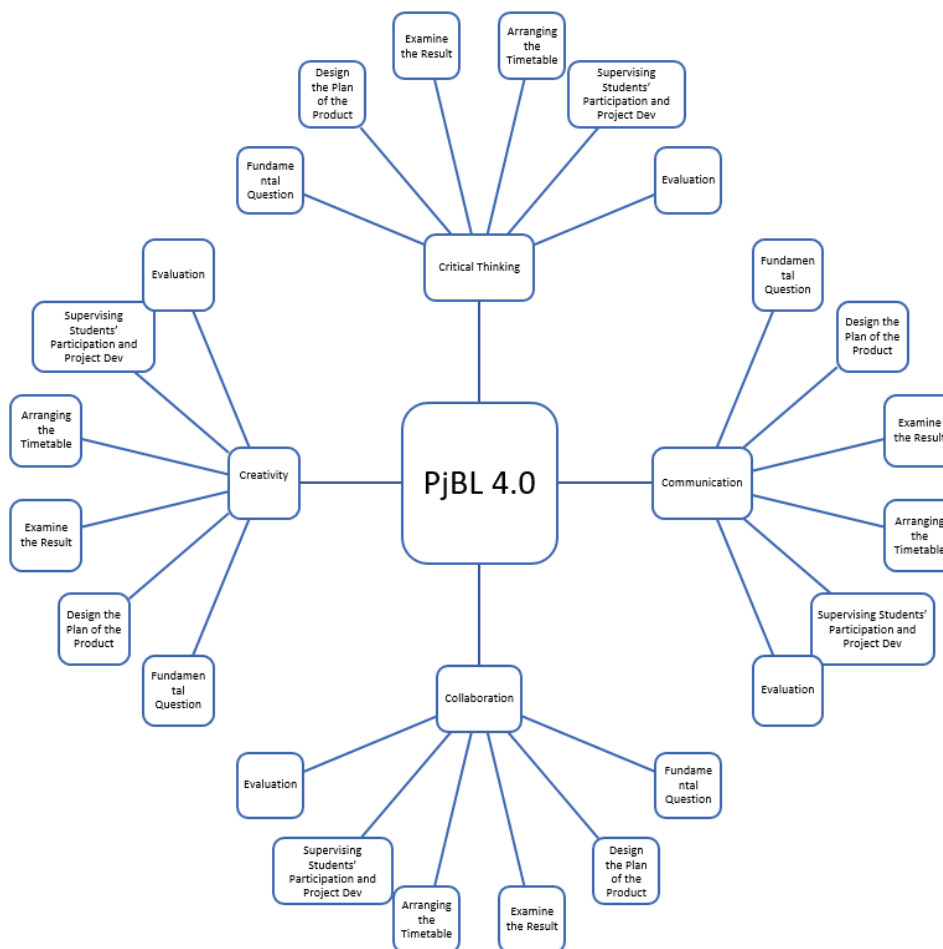 Examine
the Result
Arranging
the
Timetable
Design
the Plan
of the
Product
Supervising
Students'
Participation and
Project Dev
Fundame
ntal
Question
Evaluation
Critical Thinking
Evaluation
Supervising
Students'
Participation and
Project Dev
Arranging
the
Timetable
Creativity
Examine
the Result
Design the
Plan of the
Product
Fundamen
tal
Question
PjBL 4.0
Fundamen
tal
Question
Design the
Plan of the
Product
Examine
the Result
Communication
Arranging
the
Timetable
Supervising Students'
Participation and
Project Dev
Evaluation
Collaboration
Evaluation
Supervising
Students'
Participation and
Project Dev
Arranging
the
Timetable
Examine
the Result
Design
the Plan
of the
Product
Fundame
ntal
Question